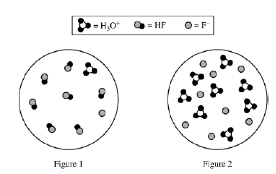 = H₃O⁺ = HF = F⁻
Figure 1 Figure 2